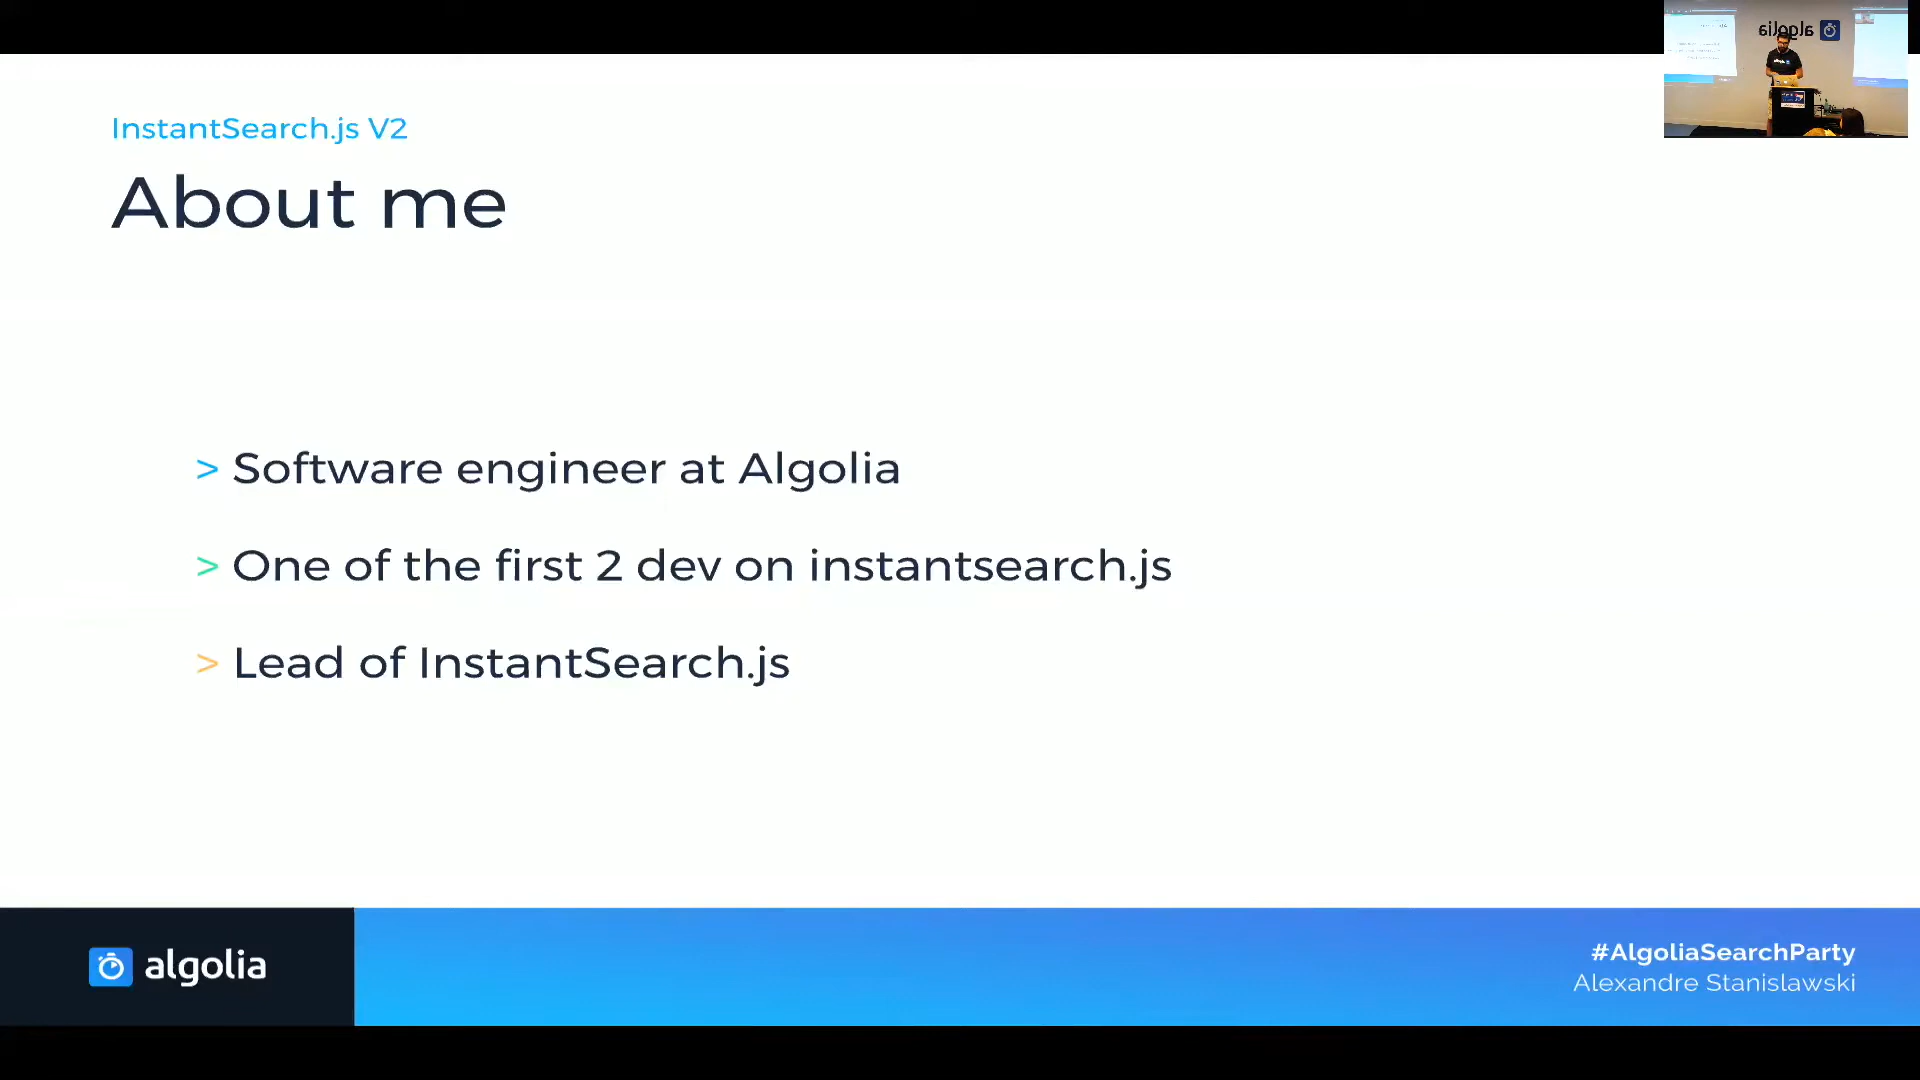 InstantSearch.js V2
About me
> Software engineer at Algolia
> One of the first 2 dev on instantsearch.js
> Lead of InstantSearch.js
algolia
#AlgoliaSearchParty
Alexandre Stanislawski
algolia